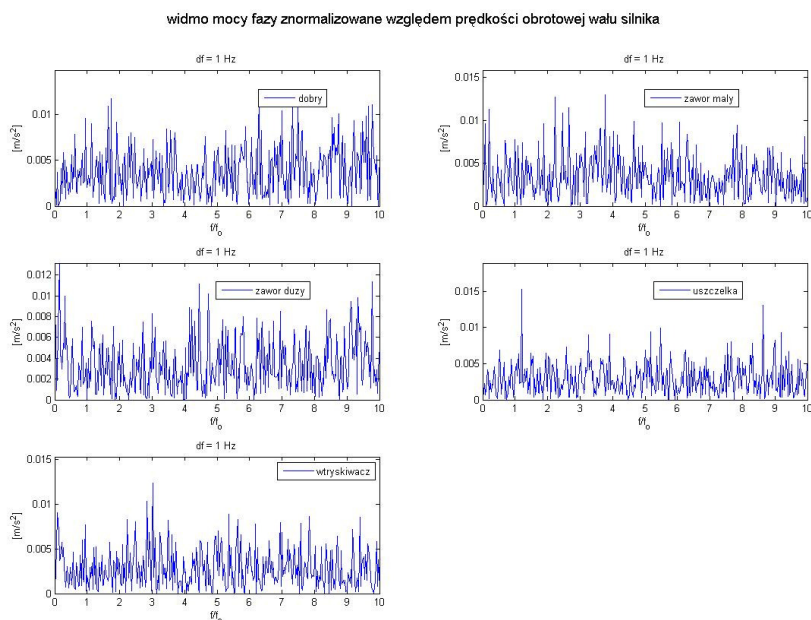 widmo mocy fazy znormalizowane względem prędkości obrotowej wału silnika
df = 1 Hz
dobry
[m/s²]
0.01
0.005
0
0 1 2 3 4 5 6 7 8 9 10
f/fₒ
df = 1 Hz
zawor maly
[m/s²]
0.015
0.01
0.005
0
0 1 2 3 4 5 6 7 8 9 10
f/fₒ
df = 1 Hz
zawor duzy
[m/s²]
0.012
0.01
0.008
0.006
0.004
0.002
0
0 1 2 3 4 5 6 7 8 9 10
f/fₒ
df = 1 Hz
uszczelka
[m/s²]
0.015
0.01
0.005
0
0 1 2 3 4 5 6 7 8 9 10
f/fₒ
df = 1 Hz
wtryskiwacz
[m/s²]
0.015
0.01
0.005
0
0 1 2 3 4 5 6 7 8 9 10
f/fₒ